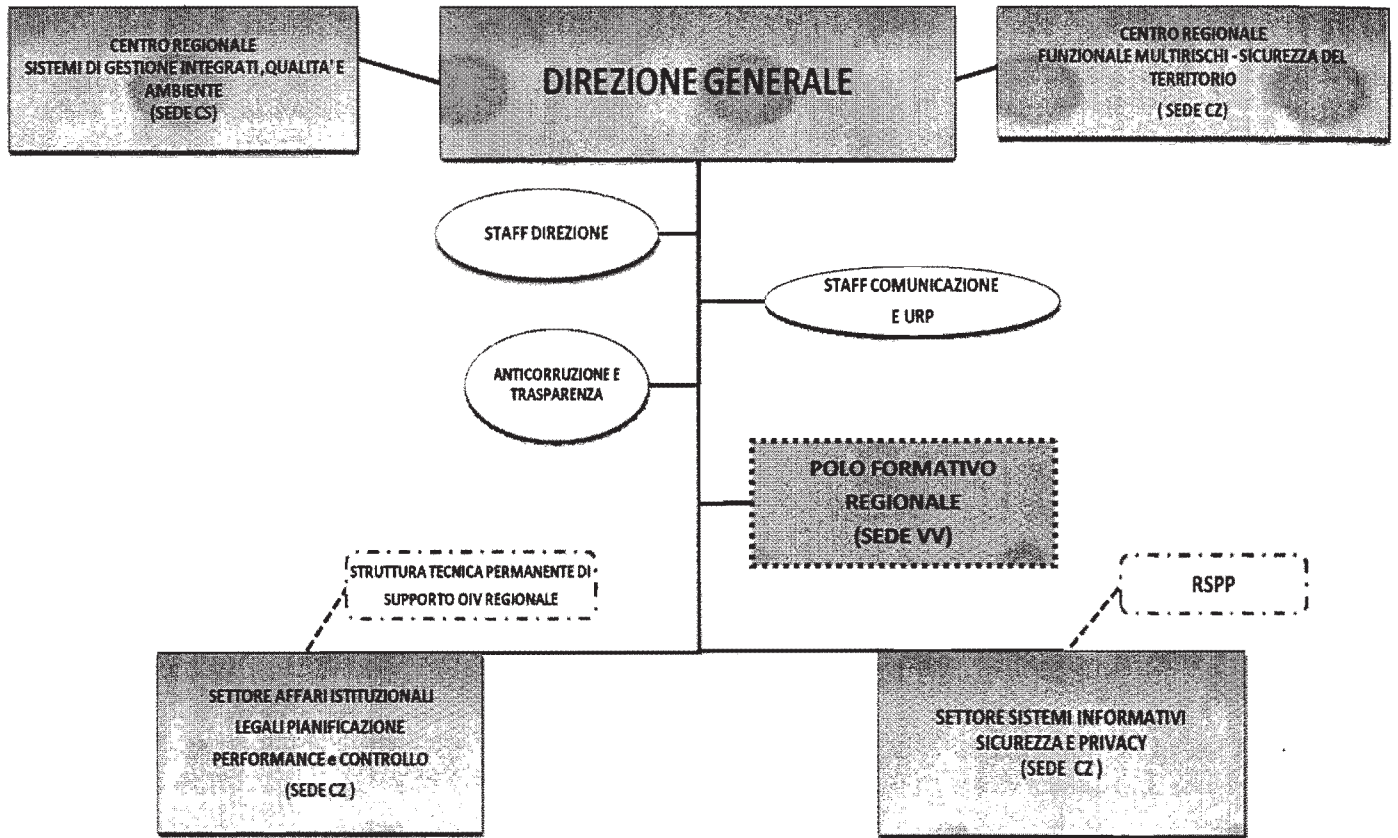 CENTRO REGIONALE
SISTEMI DI GESTIONE INTEGRATI, QUALITA' E
AMBIENTE
(SEDE CS)
DIREZIONE GENERALE
CENTRO REGIONALE
FUNZIONALE MULTIRISCHI - SICUREZZA DEL
TERRITORIO
( SEDE CZ)
STAFF DIREZIONE
STAFF COMUNICAZIONE
E URP
ANTICORRUZIONE E
TRASPARENZA
POLO FORMATIVO
REGIONALE
(SEDE VV)
STRUTTURA TECNICA PERMANENTE DI
SUPPORTO OIV REGIONALE
RSPP
SETTORE AFFARI ISTITUZIONALI
LEGALI PIANIFICAZIONE
PERFORMANCE e CONTROLLO
(SEDE CZ )
SETTORE SISTEMI INFORMATIVI
SICUREZZA E PRIVACY
(SEDE CZ )